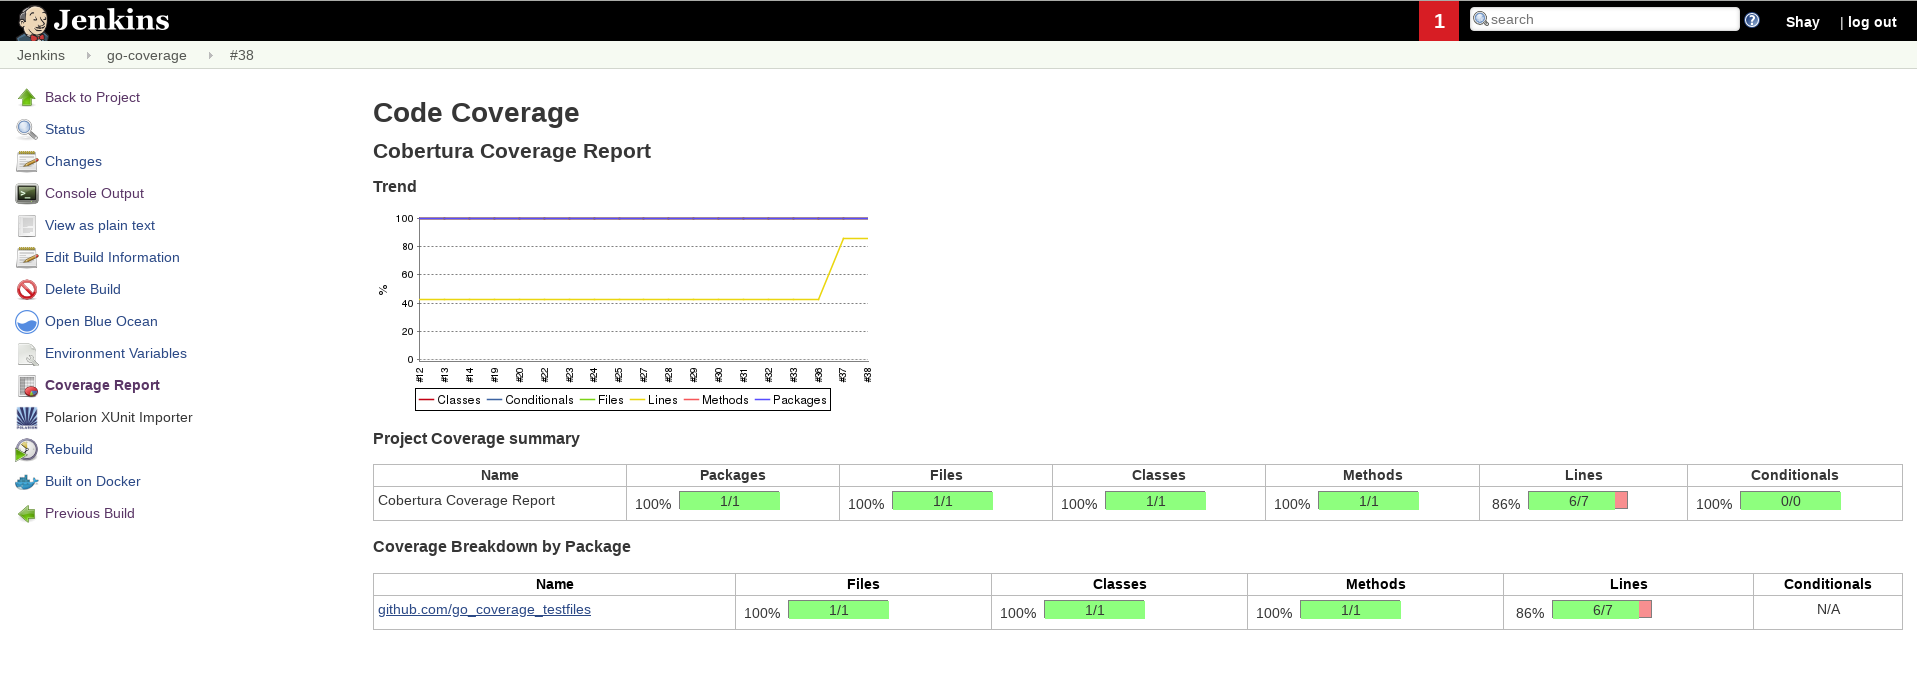 Jenkins
1
search
?
Shay
| log out
Jenkins
go-coverage
#38
Back to Project
Status
Changes
Console Output
View as plain text
Edit Build Information
Delete Build
Open Blue Ocean
Environment Variables
Coverage Report
POLARION
Polarion XUnit Importer
Rebuild
Built on Docker
Previous Build
Code Coverage
Cobertura Coverage Report
Trend
100
80
60
40
20
0
%
#12 #13 #14 #19 #20 #22 #23 #24 #25 #27 #28 #29 #30 #31 #32 #33 #36 #37 #38
Classes Conditionals Files Lines Methods Packages
Project Coverage summary
Name Packages Files Classes Methods Lines Conditionals
Cobertura Coverage Report 100% 1/1 100% 1/1 100% 1/1 100% 1/1 86% 6/7 100% 0/0
Coverage Breakdown by Package
Name Files Classes Methods Lines Conditionals
github.com/go_coverage_testfiles 100% 1/1 100% 1/1 100% 1/1 86% 6/7 N/A